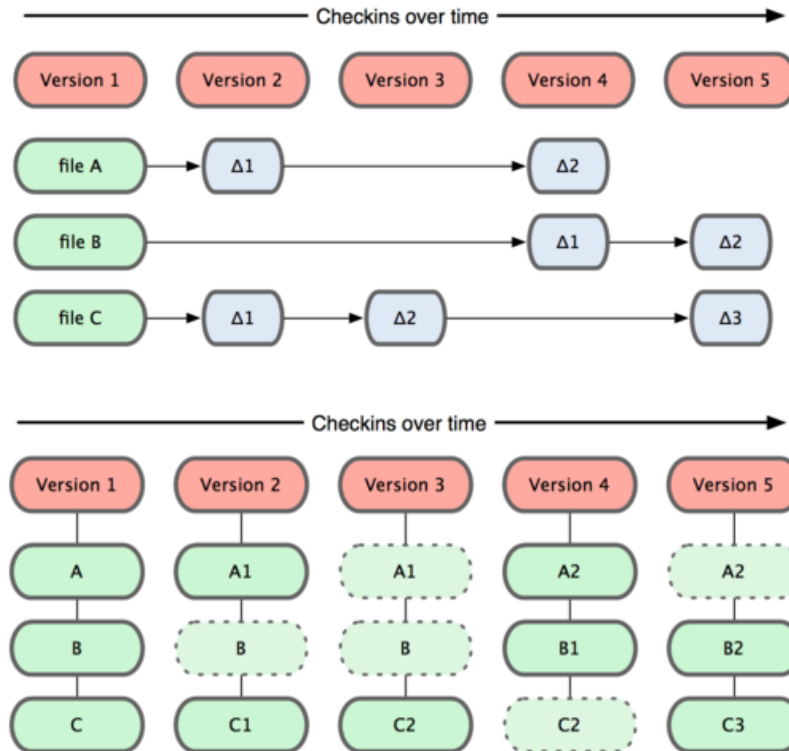 Checkins over time
Version 1 Version 2 Version 3 Version 4 Version 5
file A Δ1 Δ2
file B Δ1 Δ2
file C Δ1 Δ2 Δ3
Checkins over time
Version 1 Version 2 Version 3 Version 4 Version 5
A A1 A1 A2 A2
B B B B1 B2
C C1 C2 C2 C3